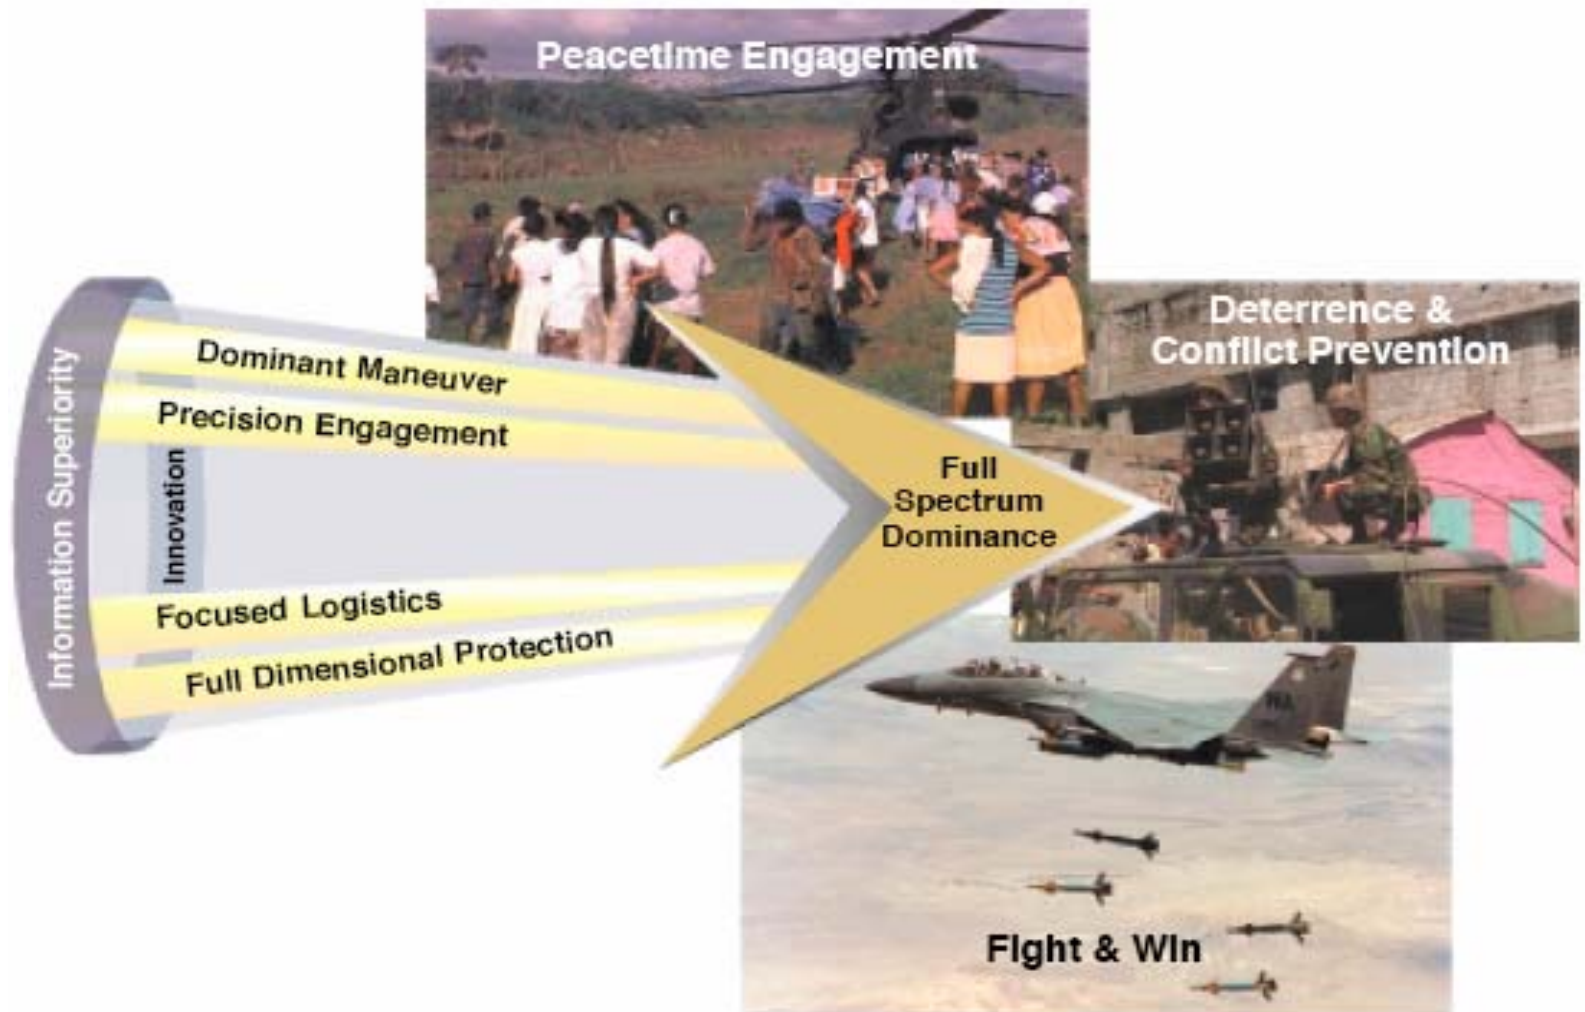 Peacetime Engagement
Deterrence &
Conflict Prevention
Information Superiority
Innovation
Dominant Maneuver
Precision Engagement
Focused Logistics
Full Dimensional Protection
Full
Spectrum
Dominance
WA
Fight & Win